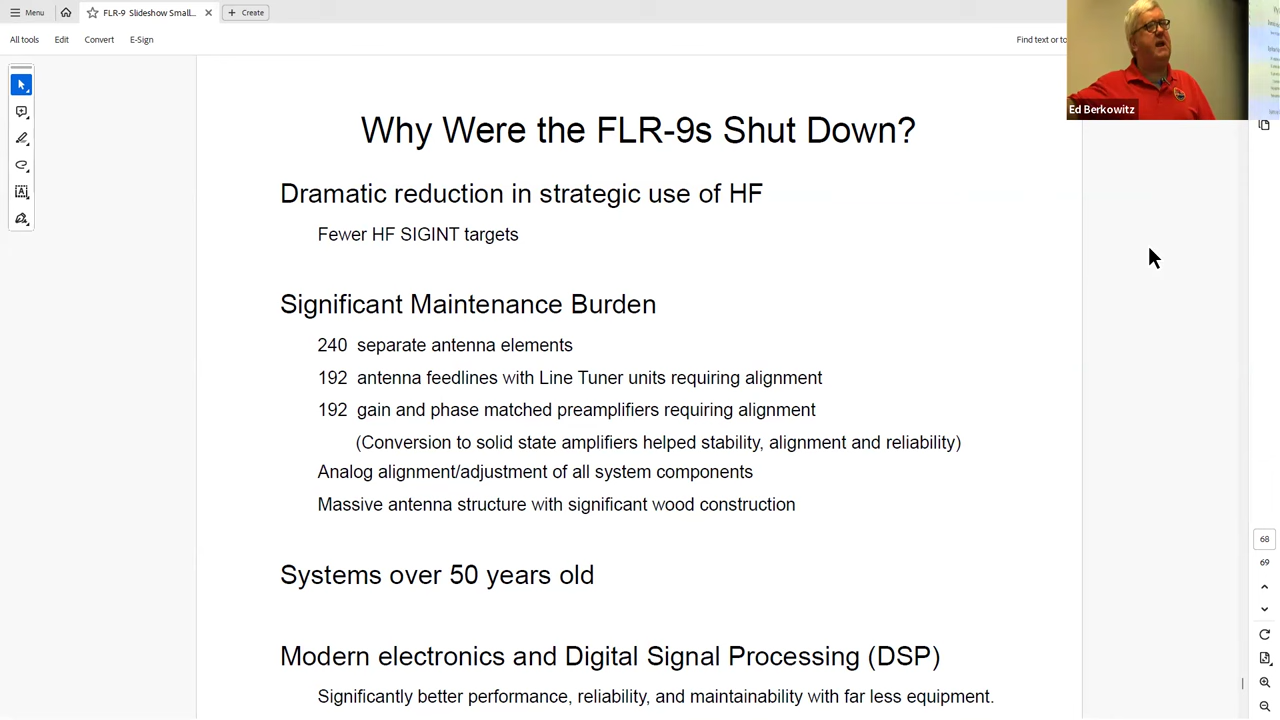 Menu
FLR-9 Slideshow Small...
Create
All tools
Edit
Convert
E-Sign
Find text or to
Ed Berkowitz
Why Were the FLR-9s Shut Down?
Dramatic reduction in strategic use of HF
Fewer HF SIGINT targets
Significant Maintenance Burden
240 separate antenna elements
192 antenna feedlines with Line Tuner units requiring alignment
192 gain and phase matched preamplifiers requiring alignment
(Conversion to solid state amplifiers helped stability, alignment and reliability)
Analog alignment/adjustment of all system components
Massive antenna structure with significant wood construction
Systems over 50 years old
Modern electronics and Digital Signal Processing (DSP)
Significantly better performance, reliability, and maintainability with far less equipment.
68
69